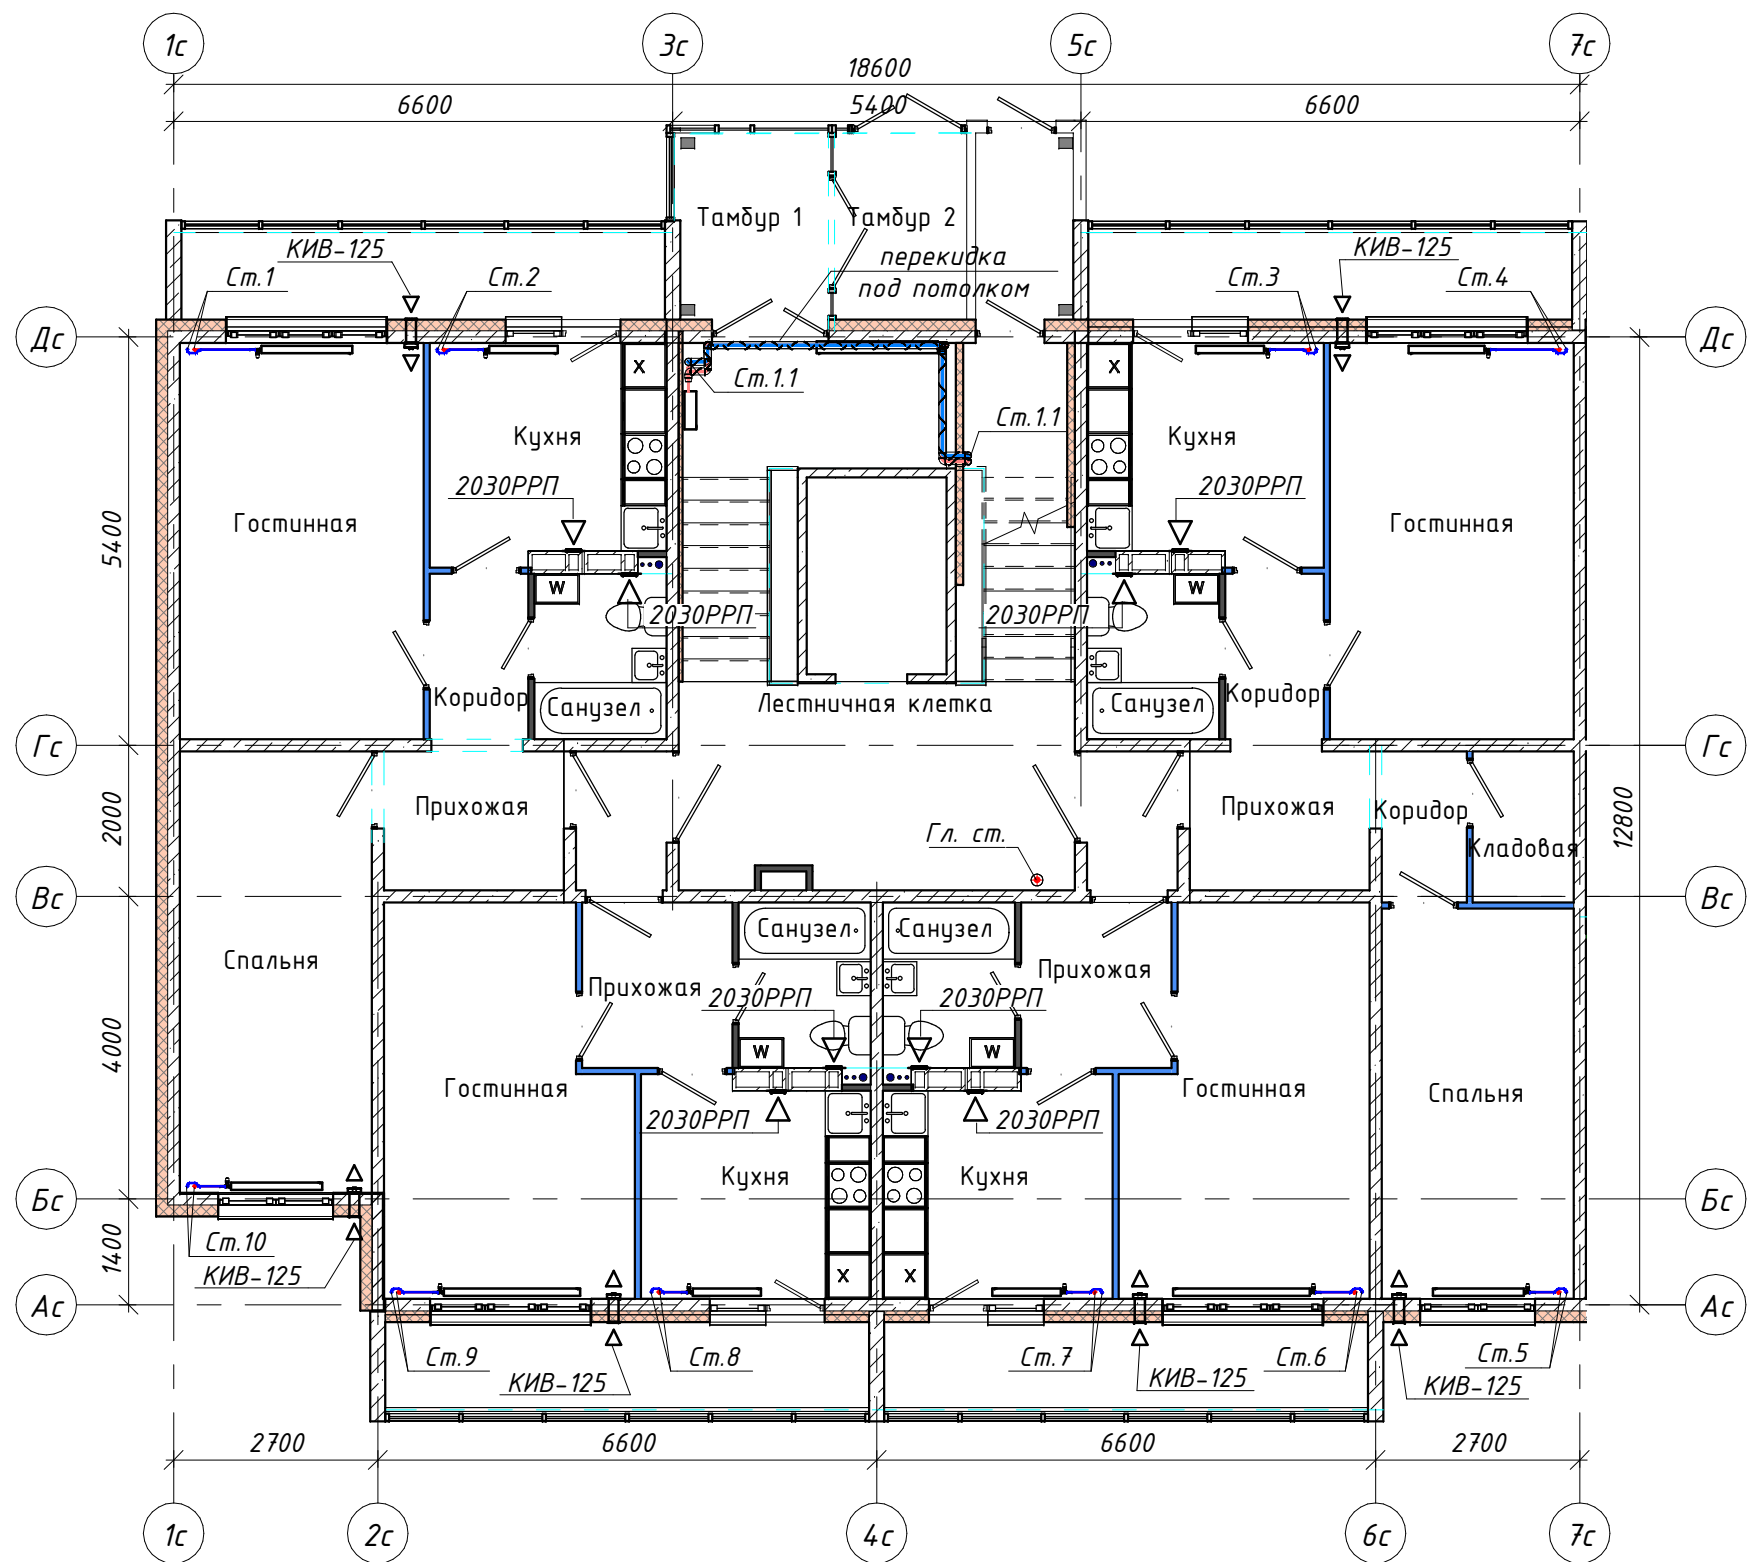 1с 3с 5с 7с
18600
6600 5400 6600
Тамбур 1 Тамбур 2
КИВ-125 КИВ-125
перекидка
под потолком
Ст.1 Ст.2 Ст.3 Ст.4
Дс Дс
X Ст.1.1 X
Ст.1.1
Кухня Кухня
2030РРП 2030РРП
Гостинная Гостинная
5400
W W
2030РРП 2030РРП
Коридор Санузел Лестничная клетка Санузел Коридор
Гс Гс
2000 Прихожая Прихожая Коридор 12800
Гл. ст. Кладовая
Вс Вс
Санузел Санузел
Спальня Прихожая Прихожая
2030РРП 2030РРП
4000 W W
Гостинная Гостинная Спальня
2030РРП 2030РРП
Кухня Кухня
Бс Бс
1400 Ст.10
КИВ-125 X X
Ас Ас
Ст.9 Ст.8 Ст.7 Ст.6 Ст.5
КИВ-125 КИВ-125 КИВ-125
2700 6600 6600 2700
1с 2с 4с 6с 7с